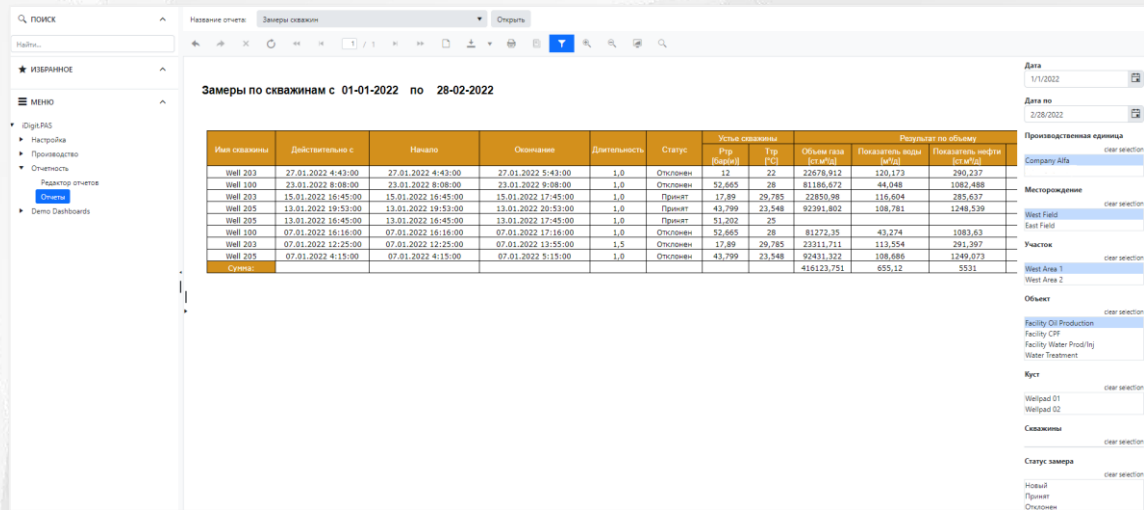 ПОИСК
Найти...
ИЗБРАННОЕ
МЕНЮ
iDigit.PAS
Настройка
Производство
Отчетность
Редактор отчетов
Отчеты
Demo Dashboards
Название отчета: Замеры скважин Открыть
1 / 1
Замеры по скважинам с 01-01-2022 по 28-02-2022
Устье скважины Результат по объему
Имя скважины Действительно с Начало Окончание Длительность Статус Ртр [бар(и)] Ттр [°C] Объем газа [ст.м³/д] Показатель воды [м³/д] Показатель нефти [ст.м³/д]
Well 203 27.01.2022 4:43:00 27.01.2022 4:43:00 27.01.2022 5:43:00 1,0 Отклонен 12 22 22678,912 120,173 290,237
Well 100 23.01.2022 8:08:00 23.01.2022 8:08:00 23.01.2022 9:08:00 1,0 Отклонен 52,665 28 81186,672 44,048 1082,488
Well 203 15.01.2022 16:45:00 15.01.2022 16:45:00 15.01.2022 17:45:00 1,0 Принят 17,89 29,785 22850,98 116,604 285,637
Well 205 13.01.2022 19:53:00 13.01.2022 19:53:00 13.01.2022 20:53:00 1,0 Принят 43,799 23,548 92391,802 108,781 1248,539
Well 205 13.01.2022 16:45:00 13.01.2022 16:45:00 13.01.2022 17:45:00 1,0 Принят 51,202 25
Well 100 07.01.2022 16:16:00 07.01.2022 16:16:00 07.01.2022 17:16:00 1,0 Отклонен 52,665 28 81272,35 43,274 1083,63
Well 203 07.01.2022 12:25:00 07.01.2022 12:25:00 07.01.2022 13:55:00 1,5 Отклонен 17,89 29,785 23311,711 113,554 291,397
Well 205 07.01.2022 4:15:00 07.01.2022 4:15:00 07.01.2022 5:15:00 1,0 Отклонен 43,799 23,548 92431,322 108,686 1249,073
Сумма: 416123,751 655,12 5531
Дата
1/1/2022
Дата по
2/28/2022
Производственная единица
clear selection
Company Alfa
Месторождение
clear selection
West Field
East Field
Участок
clear selection
West Area 1
West Area 2
Объект
clear selection
Facility Oil Production
Facility CPF
Facility Water Prod/Inj
Water Treatment
Куст
clear selection
Wellpad 01
Wellpad 02
Скважины
clear selection
Статус замера
clear selection
Новый
Принят
Отклонен